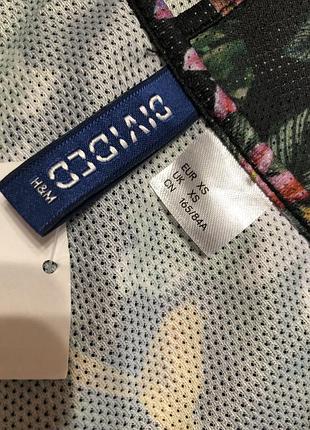 DIVIDED
H&M
EUR XS
UK XS
CN 165/84A